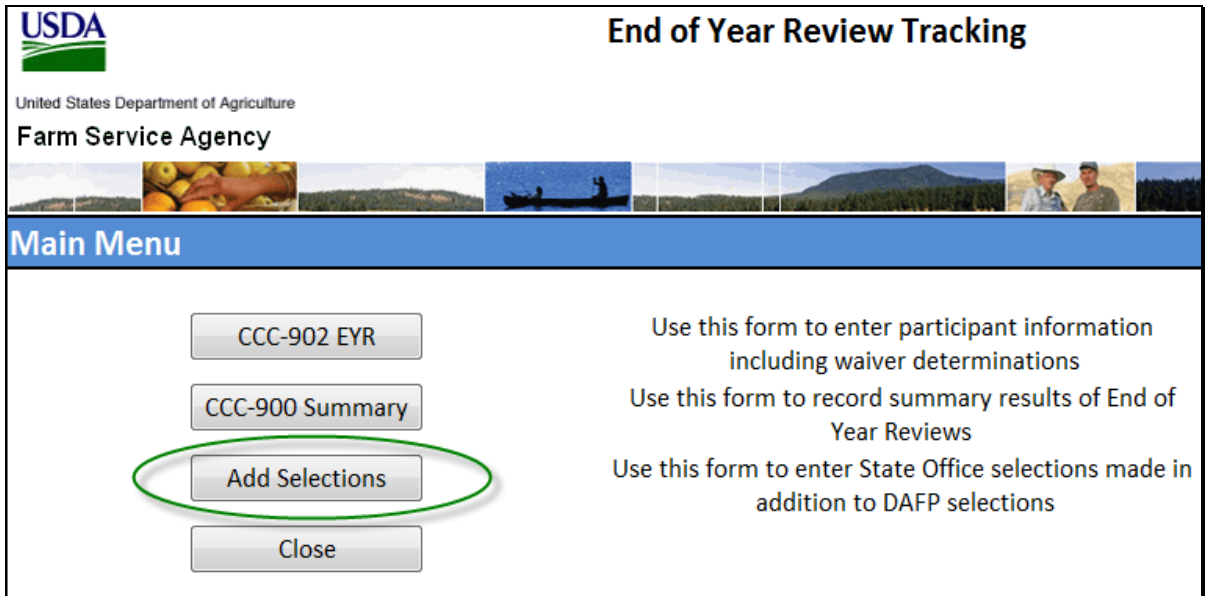 USDA
End of Year Review Tracking
United States Department of Agriculture
Farm Service Agency
Main Menu
CCC-902 EYR
Use this form to enter participant information
including waiver determinations
CCC-900 Summary
Use this form to record summary results of End of
Year Reviews
Add Selections
Use this form to enter State Office selections made in
addition to DAFP selections
Close